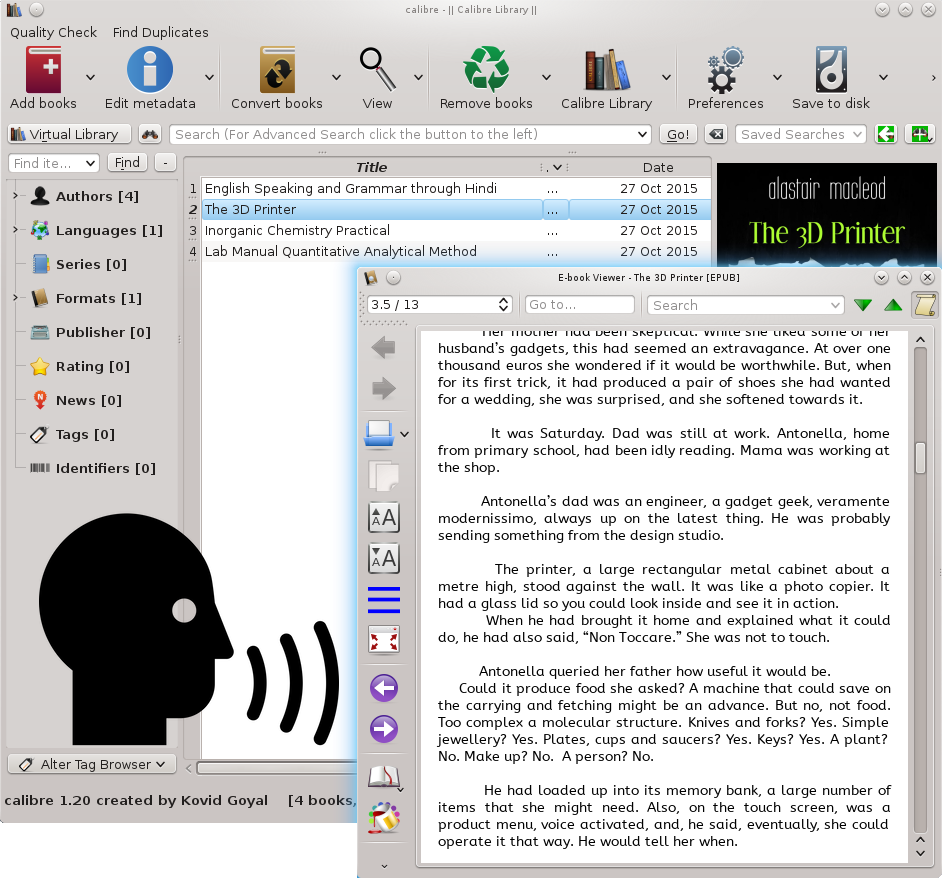 calibre - || Calibre Library ||
Quality Check Find Duplicates
Add books
Edit metadata
Convert books
View
Remove books
Calibre Library
Preferences
Save to disk
Virtual Library
Search (For Advanced Search click the button to the left)
Go!
Saved Searches
Find ite...
Find
-
Title
.
Date
Authors [4]
Languages [1]
Series [0]
Formats [1]
Publisher [0]
Rating [0]
News [0]
Tags [0]
Identifiers [0]
1 English Speaking and Grammar through Hindi ... 27 Oct 2015
2 The 3D Printer ... 27 Oct 2015
3 Inorganic Chemistry Practical ... 27 Oct 2015
4 Lab Manual Quantitative Analytical Method ... 27 Oct 2015
alastair macleod
The 3D Printer
E-book Viewer - The 3D Printer [EPUB]
3.5 / 13
Go to...
Search
AA
AA
Her mother had been skeptical. While she liked some of her
husband's gadgets, this had seemed an extravagance. At over one
thousand euros she wondered if it would be worthwhile. But, when
for its first trick, it had produced a pair of shoes she had wanted
for a wedding, she was surprised, and she softened towards it.
It was Saturday. Dad was still at work. Antonella, home
from primary school, had been idly reading. Mama was working at
the shop.
Antonella's dad was an engineer, a gadget geek, veramente
modernissimo, always up on the latest thing. He was probably
sending something from the design studio.
The printer, a large rectangular metal cabinet about a
metre high, stood against the wall. It was like a photo copier. It
had a glass lid so you could look inside and see it in action.
When he had brought it home and explained what it could
do, he had also said, “Non Toccare.” She was not to touch.
Antonella queried her father how useful it would be.
Could it produce food she asked? A machine that could save on
the carrying and fetching might be an advance. But no, not food.
Too complex a molecular structure. Knives and forks? Yes. Simple
jewellery? Yes. Plates, cups and saucers? Yes. Keys? Yes. A plant?
No. Make up? No. A person? No.
He had loaded up into its memory bank, a large number of
items that she might need. Also, on the touch screen, was a
product menu, voice activated, and, he said, eventually, she could
operate it that way. He would tell her when.
Alter Tag Browser
calibre 1.20 created by Kovid Goyal [4 books,